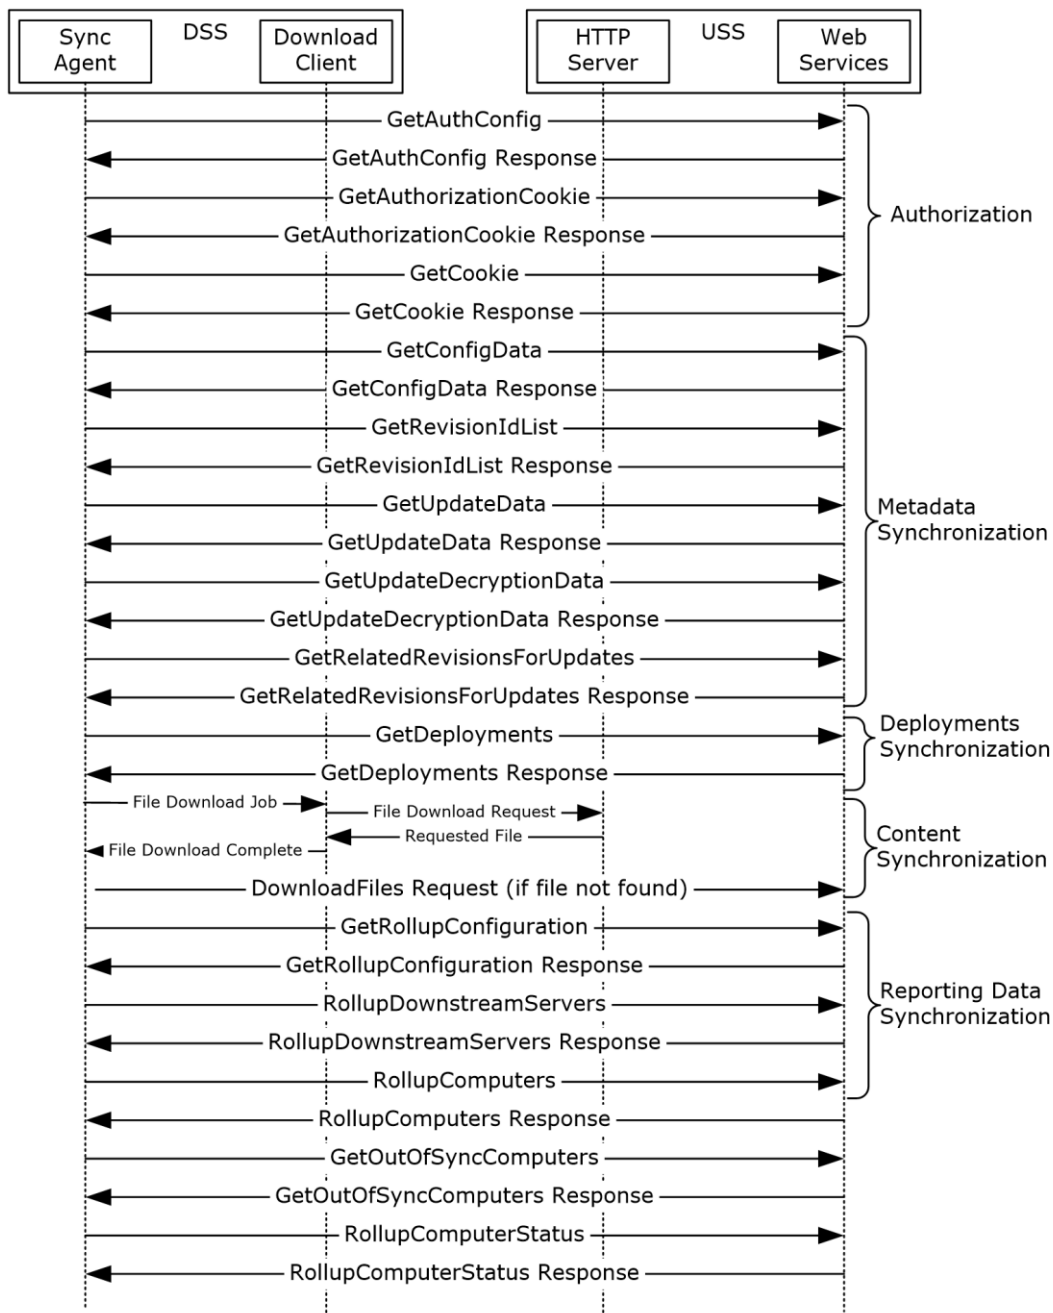 Sync
Agent
DSS
Download
Client
HTTP
Server
USS
Web
Services
GetAuthConfig
GetAuthConfig Response
GetAuthorizationCookie
GetAuthorizationCookie Response
GetCookie
GetCookie Response
Authorization
GetConfigData
GetConfigData Response
GetRevisionIdList
GetRevisionIdList Response
GetUpdateData
GetUpdateData Response
GetUpdateDecryptionData
GetUpdateDecryptionData Response
GetRelatedRevisionsForUpdates
GetRelatedRevisionsForUpdates Response
Metadata
Synchronization
GetDeployments
GetDeployments Response
Deployments
Synchronization
File Download Job
File Download Request
Requested File
File Download Complete
DownloadFiles Request (if file not found)
Content
Synchronization
GetRollupConfiguration
GetRollupConfiguration Response
RollupDownstreamServers
RollupDownstreamServers Response
RollupComputers
Reporting Data
Synchronization
RollupComputers Response
GetOutOfSyncComputers
GetOutOfSyncComputers Response
RollupComputerStatus
RollupComputerStatus Response